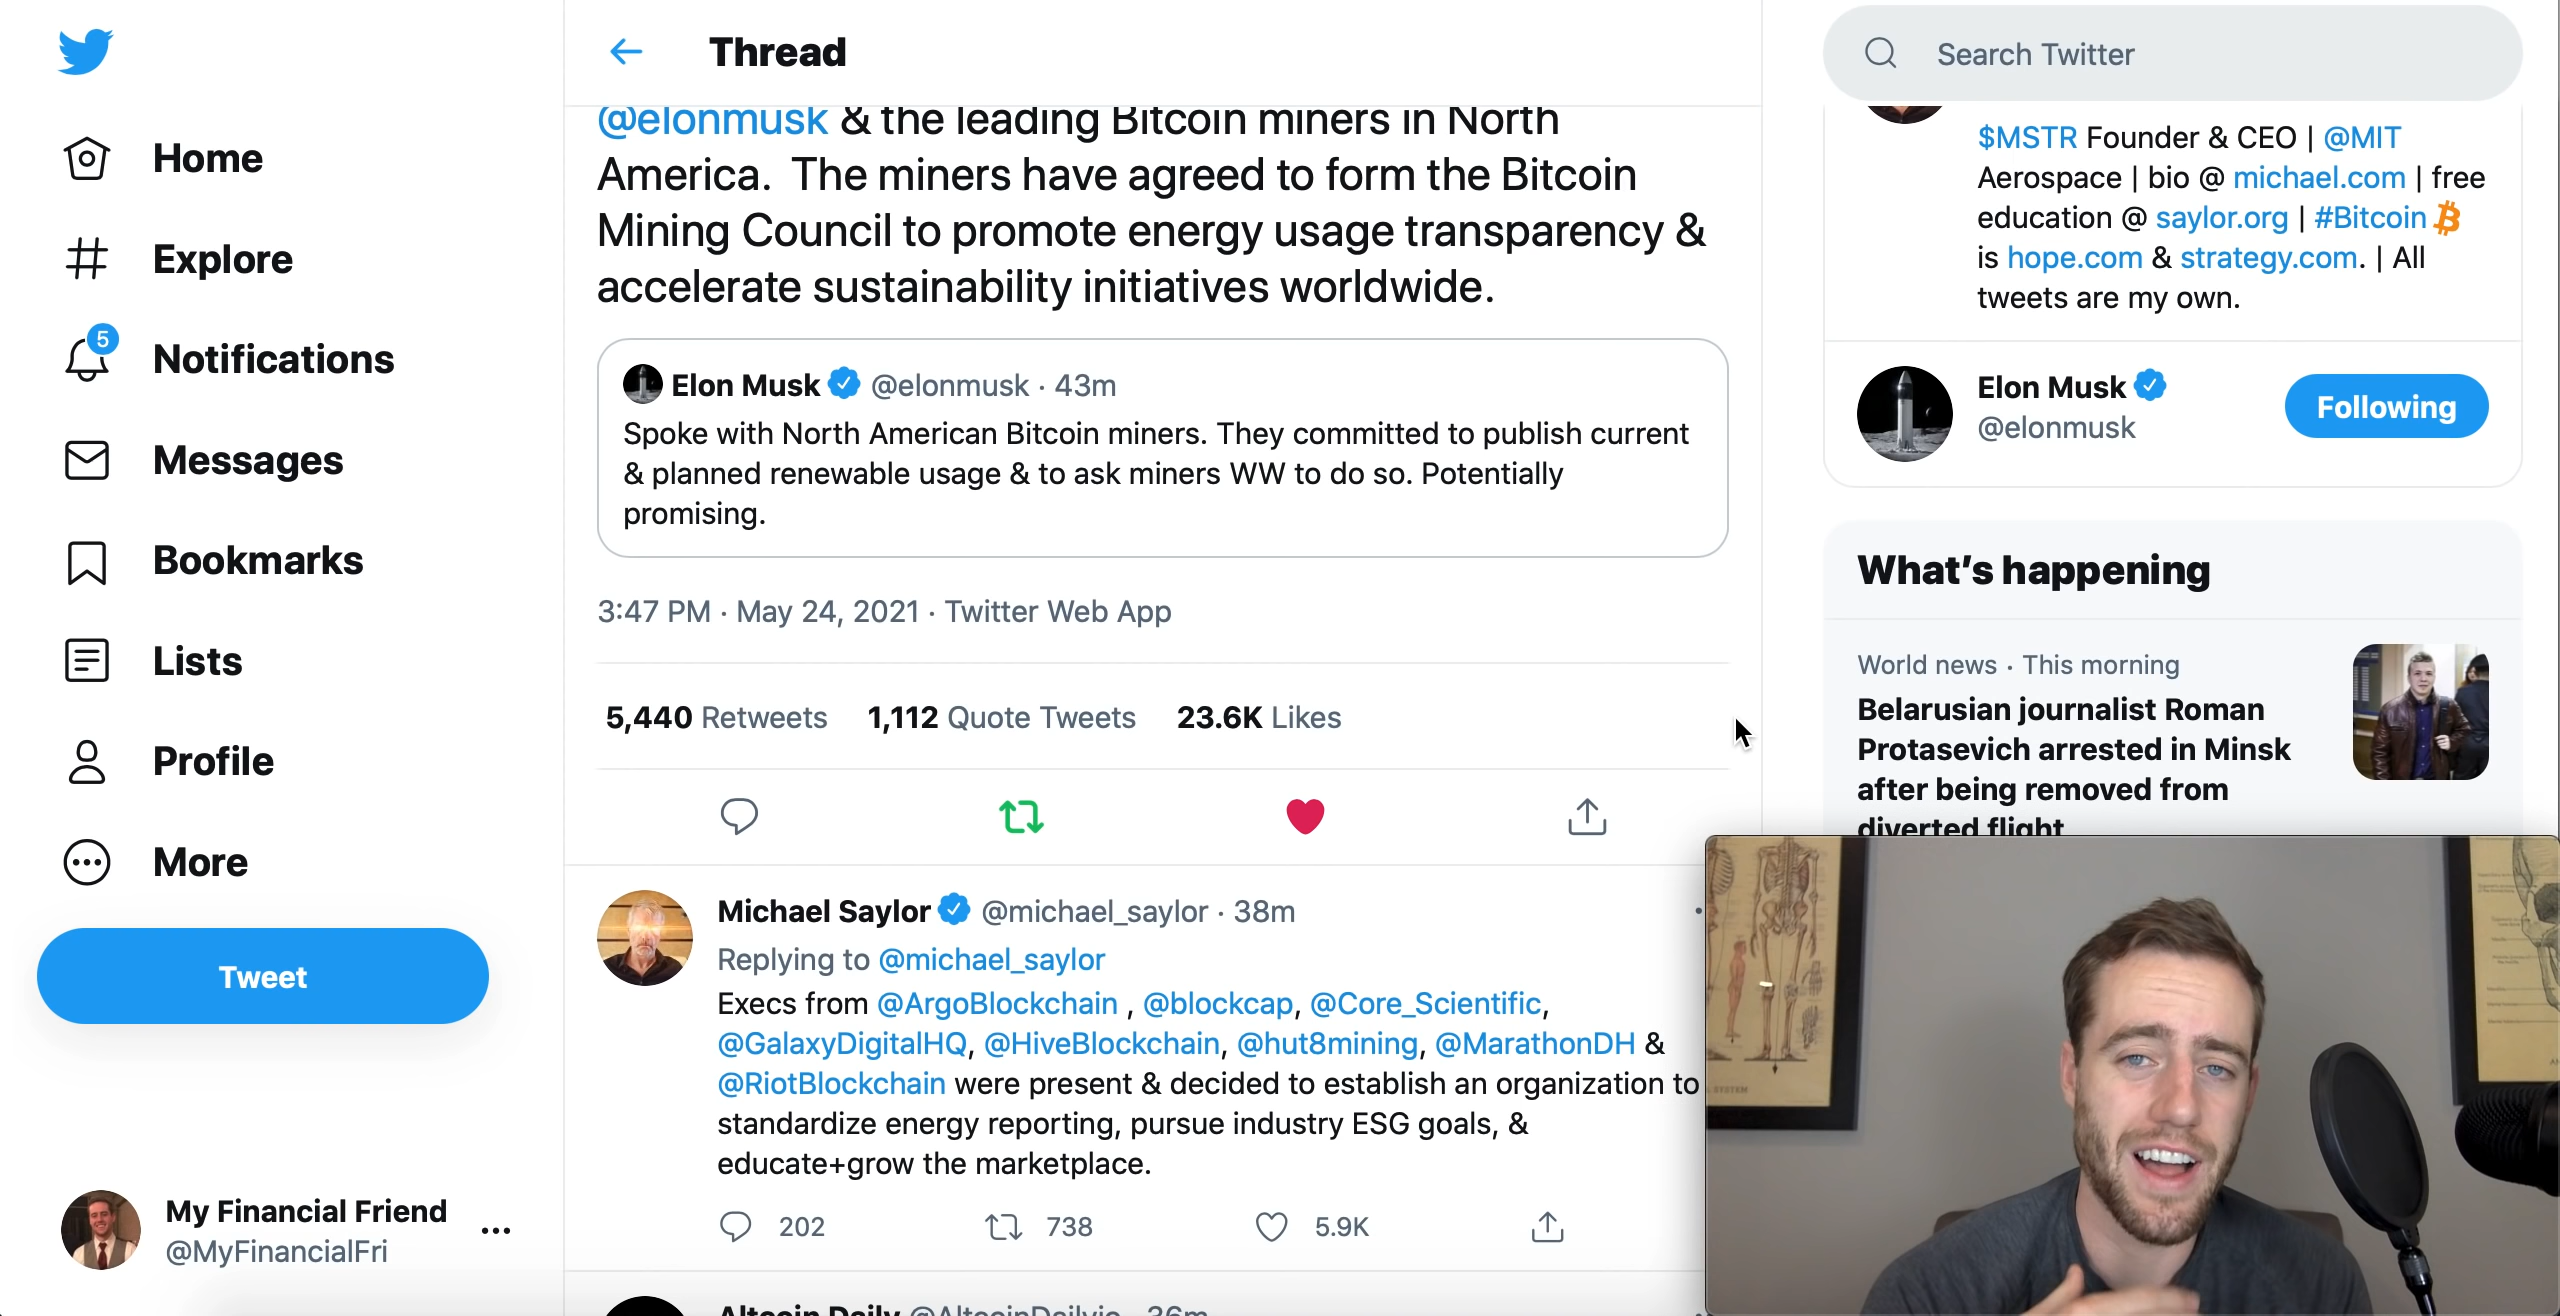 Home
Explore
5
Notifications
Messages
Bookmarks
Lists
Profile
More
Tweet
My Financial Friend
@MyFinancialFri
Thread
@elonmusk & the leading Bitcoin miners in North
America.  The miners have agreed to form the Bitcoin
Mining Council to promote energy usage transparency &
accelerate sustainability initiatives worldwide.
Elon Musk @elonmusk · 43m
Spoke with North American Bitcoin miners. They committed to publish current
& planned renewable usage & to ask miners WW to do so. Potentially
promising.
3:47 PM · May 24, 2021 · Twitter Web App
5,440 Retweets 1,112 Quote Tweets 23.6K Likes
Michael Saylor @michael_saylor · 38m
Replying to @michael_saylor
Execs from @ArgoBlockchain , @blockcap, @Core_Scientific,
@GalaxyDigitalHQ, @HiveBlockchain, @hut8mining, @MarathonDH &
@RiotBlockchain were present & decided to establish an organization to
standardize energy reporting, pursue industry ESG goals, &
educate+grow the marketplace.
202 738 5.9K
Altcoin Daily @AltcoinDailyio · 36m
Search Twitter
$MSTR Founder & CEO | @MIT
Aerospace | bio @ michael.com | free
education @ saylor.org | #Bitcoin
is hope.com & strategy.com. | All
tweets are my own.
Elon Musk
@elonmusk
Following
What's happening
World news · This morning
Belarusian journalist Roman
Protasevich arrested in Minsk
after being removed from
diverted flight
SYSTEM